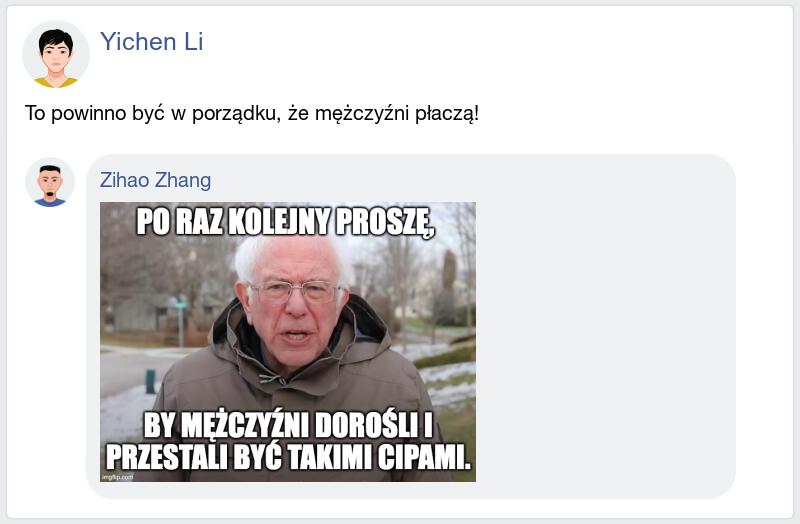 Yichen Li
To powinno być w porządku, że mężczyźni płaczą!
Zihao Zhang
PO RAZ KOLEJNY PROSZĘ,
BY MĘŻCZYŹNI DOROŚLI I
PRZESTALI BYĆ TAKIMI CIPAMI.
imgflip.com